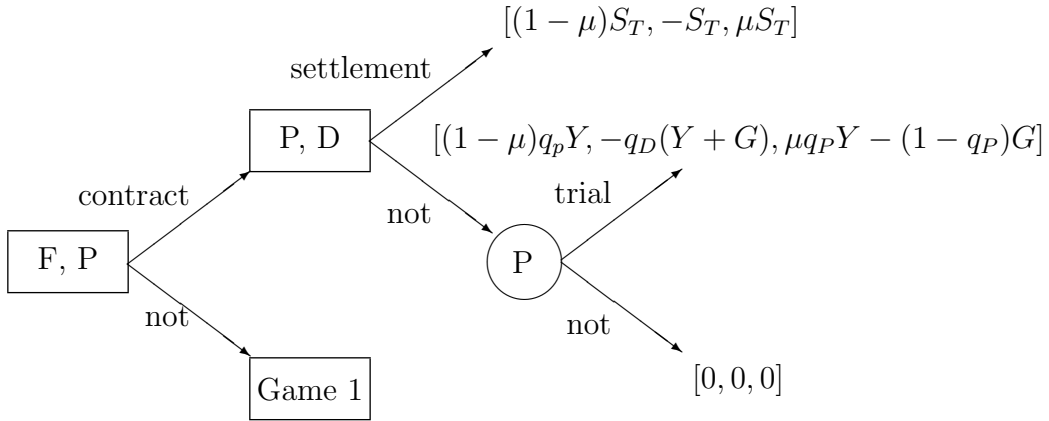 [(1 − μ)S_T, −S_T, μS_T]
settlement
P, D
[(1 − μ)q_pY, −q_D(Y + G), μq_PY − (1 − q_P)G]
contract
trial
not
F, P
P
not
not
Game 1
[0, 0, 0]